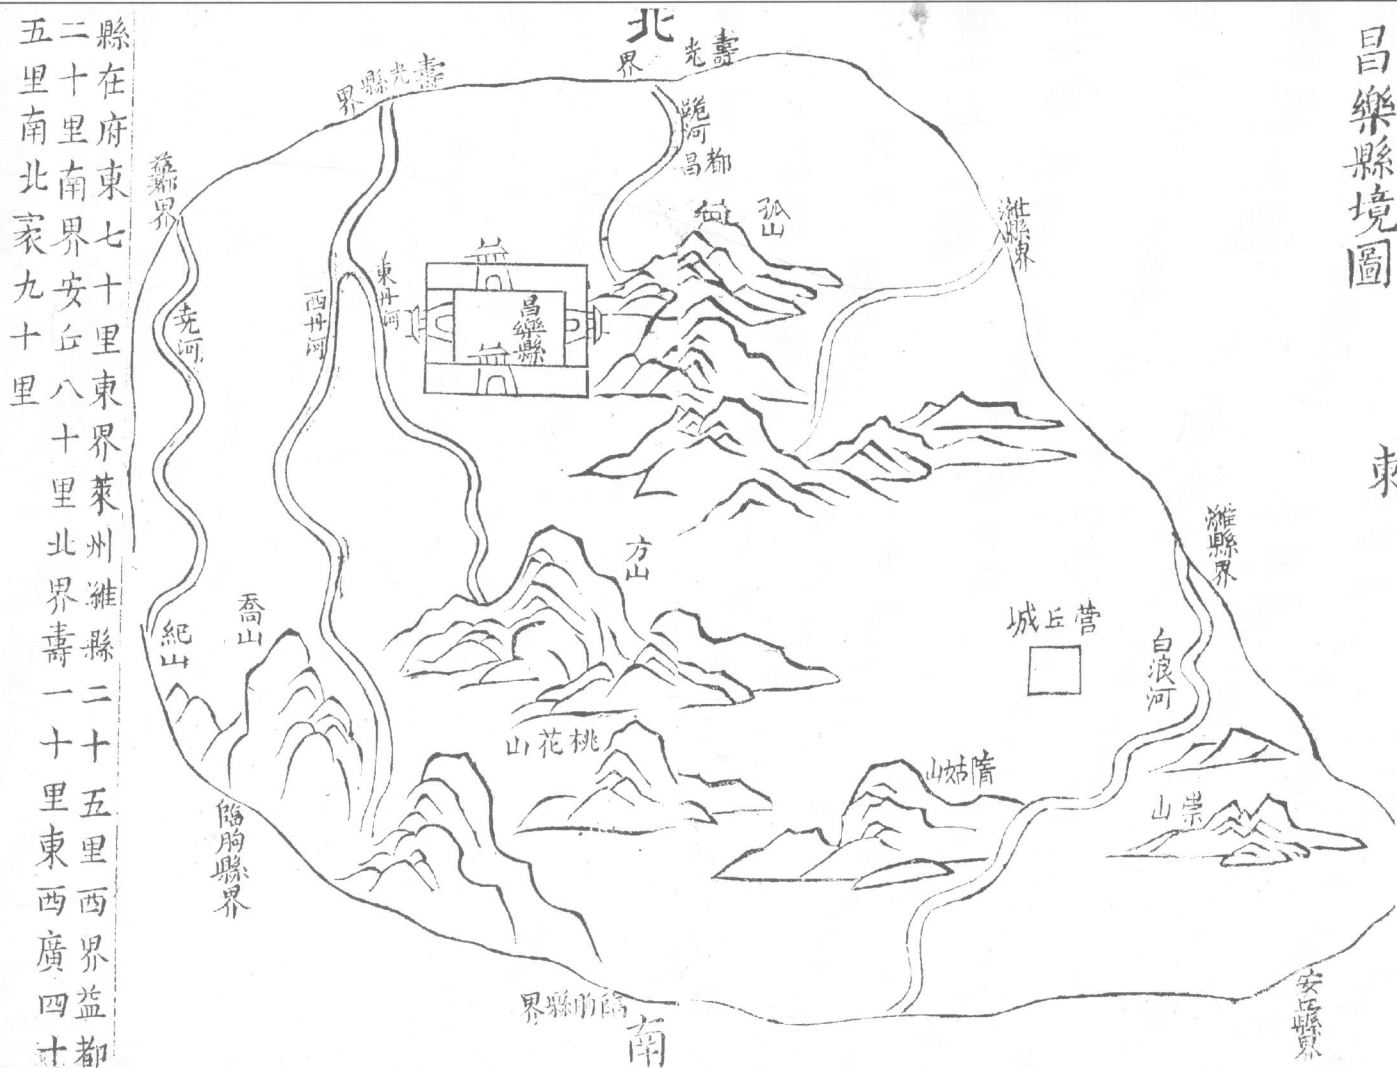 昌樂縣境圖
東
北
壽光界
壽光縣界
跪河
都昌
孤山
濰縣東
益都界
堯河
西丹河
東丹河
昌樂縣
濰縣界
方山
喬山
紀山
營丘城
白浪河
桃花山
隋姑山
崇山
臨朐縣界
臨朐縣界
南
安丘縣界
縣在府東七十里東界萊州濰縣二十五里西界益都
二十里南界安丘八十里北界壽一十里東西廣四十
五里南北袤九十里